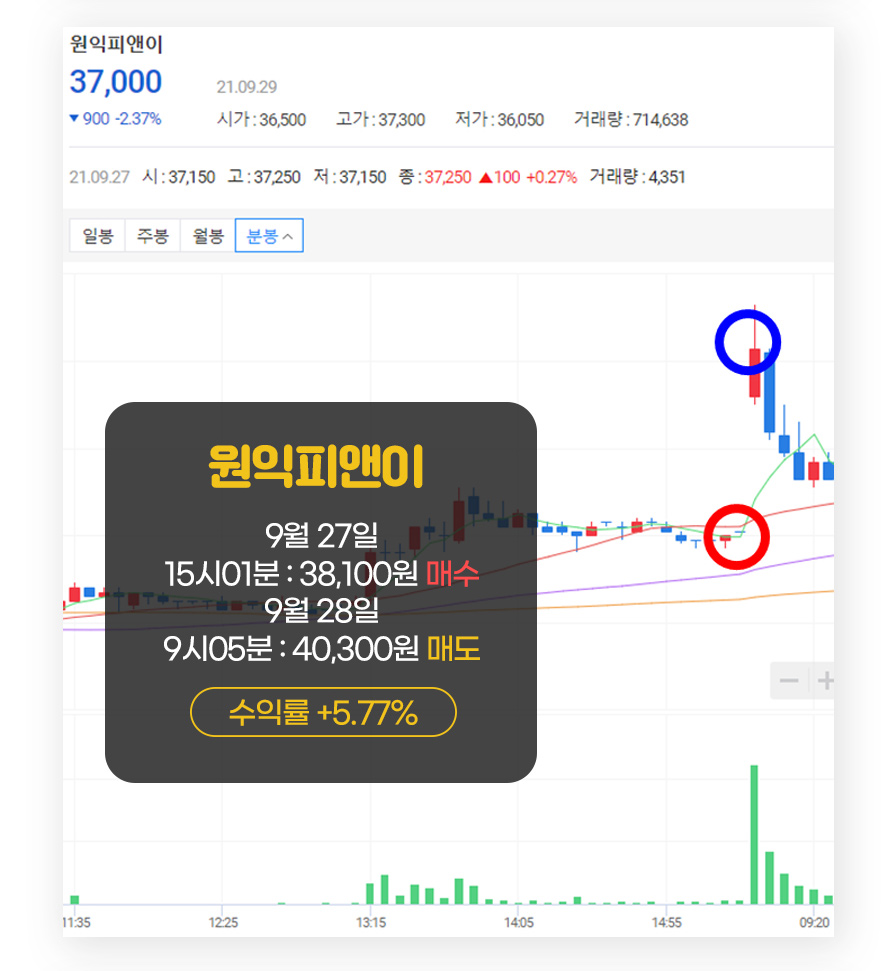 원익피앤이
37,000 21.09.29
▼900 -2.37% 시가 : 36,500 고가 : 37,300 저가 : 36,050 거래량 : 714,638
21.09.27 시 : 37,150 고 : 37,250 저 : 37,150 종 : 37,250 ▲100 +0.27% 거래량 : 4,351
일봉 주봉 월봉 분봉
원익피앤이
9월 27일
15시01분 : 38,100원 매수
9월 28일
9시05분 : 40,300원 매도
수익률 +5.77%
11:35 12:25 13:15 14:05 14:55 09:20